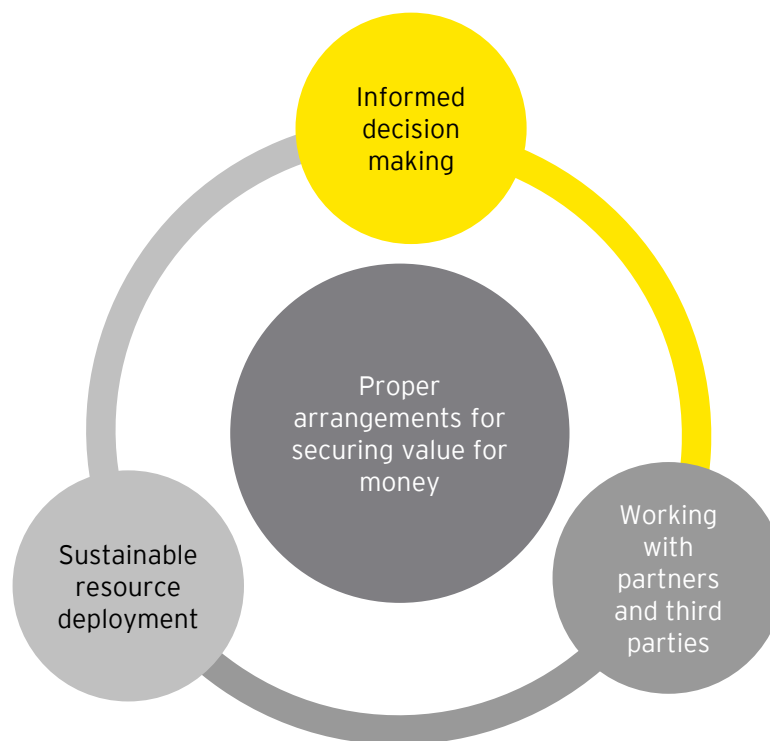 Informed
decision
making
Proper
arrangements for
securing value for
money
Sustainable
resource
deployment
Working
with
partners
and third
parties